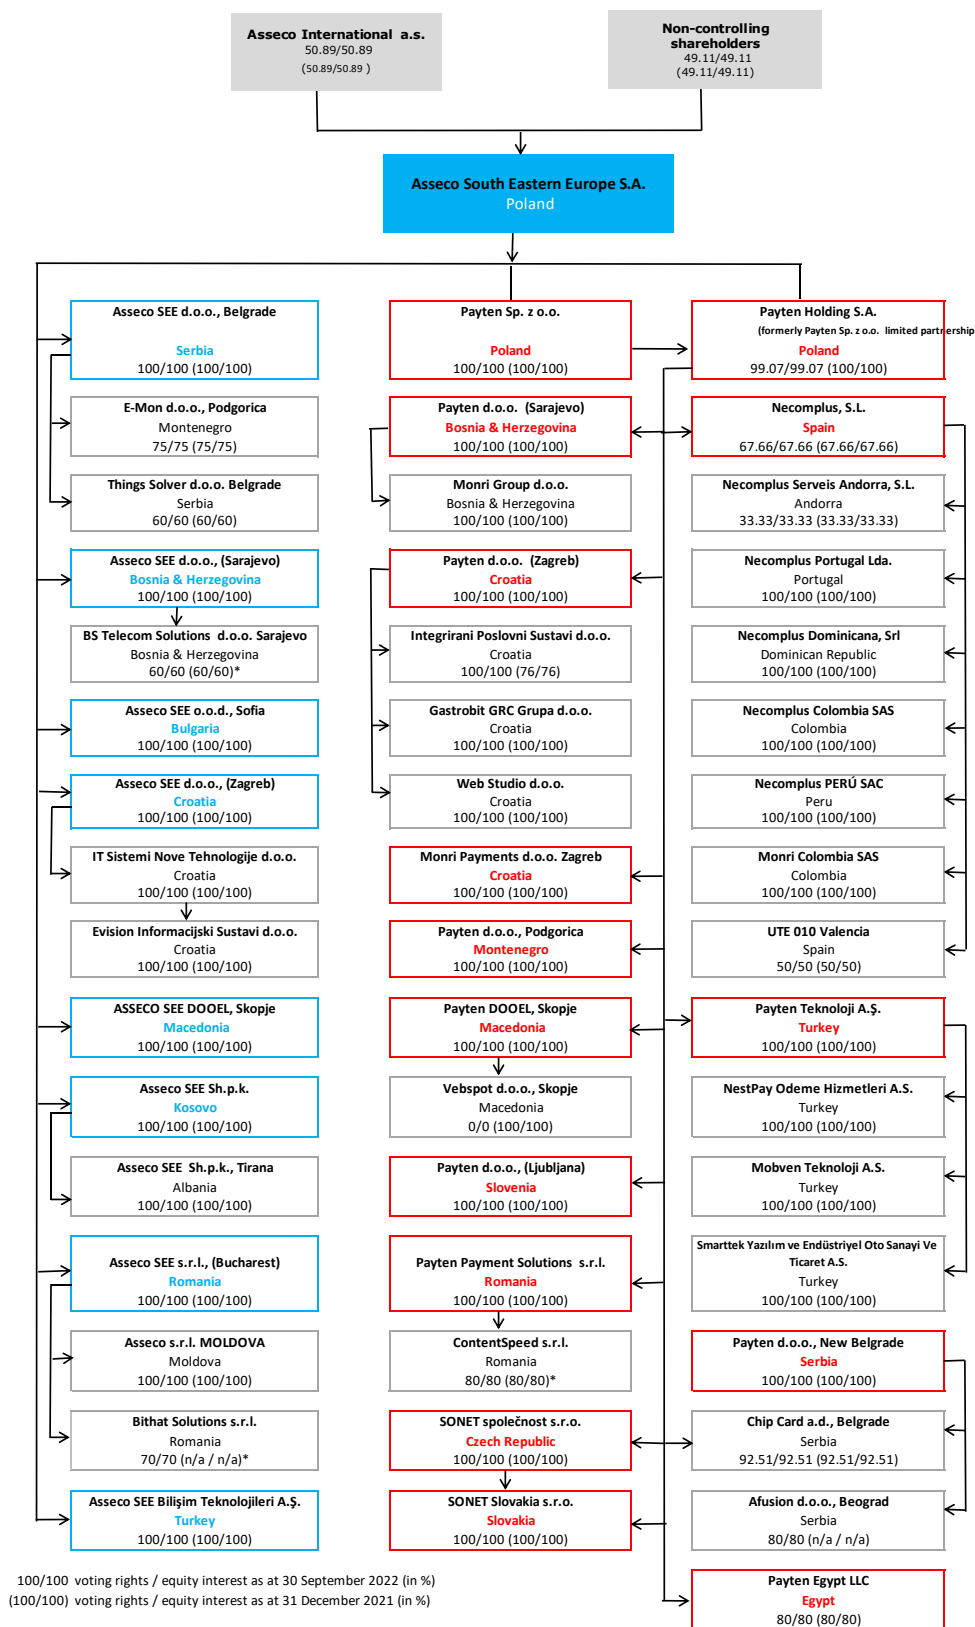 Asseco International a.s.
50.89/50.89
(50.89/50.89 )
Non-controlling
shareholders
49.11/49.11
(49.11/49.11)
Asseco South Eastern Europe S.A.
Poland
Asseco SEE d.o.o., Belgrade
Serbia
100/100 (100/100)
E-Mon d.o.o., Podgorica
Montenegro
75/75 (75/75)
Things Solver d.o.o. Belgrade
Serbia
60/60 (60/60)
Asseco SEE d.o.o., (Sarajevo)
Bosnia & Herzegovina
100/100 (100/100)
BS Telecom Solutions d.o.o. Sarajevo
Bosnia & Herzegovina
60/60 (60/60)*
Asseco SEE o.o.d., Sofia
Bulgaria
100/100 (100/100)
Asseco SEE d.o.o., (Zagreb)
Croatia
100/100 (100/100)
IT Sistemi Nove Tehnologije d.o.o.
Croatia
100/100 (100/100)
Evision Informacijski Sustavi d.o.o.
Croatia
100/100 (100/100)
ASSECO SEE DOOEL, Skopje
Macedonia
100/100 (100/100)
Asseco SEE Sh.p.k.
Kosovo
100/100 (100/100)
Asseco SEE Sh.p.k., Tirana
Albania
100/100 (100/100)
Asseco SEE s.r.l., (Bucharest)
Romania
100/100 (100/100)
Asseco s.r.l. MOLDOVA
Moldova
100/100 (100/100)
Bithat Solutions s.r.l.
Romania
70/70 (n/a / n/a)*
Asseco SEE Bilişim Teknolojileri A.Ş.
Turkey
100/100 (100/100)
Payten Sp. z o.o.
Poland
100/100 (100/100)
Payten d.o.o. (Sarajevo)
Bosnia & Herzegovina
100/100 (100/100)
Monri Group d.o.o.
Bosnia & Herzegovina
100/100 (100/100)
Payten d.o.o. (Zagreb)
Croatia
100/100 (100/100)
Integrirani Poslovni Sustavi d.o.o.
Croatia
100/100 (76/76)
Gastrobit GRC Grupa d.o.o.
Croatia
100/100 (100/100)
Web Studio d.o.o.
Croatia
100/100 (100/100)
Monri Payments d.o.o. Zagreb
Croatia
100/100 (100/100)
Payten d.o.o., Podgorica
Montenegro
100/100 (100/100)
Payten DOOEL, Skopje
Macedonia
100/100 (100/100)
Vebspot d.o.o., Skopje
Macedonia
0/0 (100/100)
Payten d.o.o., (Ljubljana)
Slovenia
100/100 (100/100)
Payten Payment Solutions s.r.l.
Romania
100/100 (100/100)
ContentSpeed s.r.l.
Romania
80/80 (80/80)*
SONET společnost s.r.o.
Czech Republic
100/100 (100/100)
SONET Slovakia s.r.o.
Slovakia
100/100 (100/100)
Payten Holding S.A.
(formerly Payten Sp. z o.o. limited partnership
Poland
99.07/99.07 (100/100)
Necomplus, S.L.
Spain
67.66/67.66 (67.66/67.66)
Necomplus Serveis Andorra, S.L.
Andorra
33.33/33.33 (33.33/33.33)
Necomplus Portugal Lda.
Portugal
100/100 (100/100)
Necomplus Dominicana, Srl
Dominican Republic
100/100 (100/100)
Necomplus Colombia SAS
Colombia
100/100 (100/100)
Necomplus PERÚ SAC
Peru
100/100 (100/100)
Monri Colombia SAS
Colombia
100/100 (100/100)
UTE 010 Valencia
Spain
50/50 (50/50)
Payten Teknoloji A.Ş.
Turkey
100/100 (100/100)
NestPay Odeme Hizmetleri A.S.
Turkey
100/100 (100/100)
Mobven Teknoloji A.S.
Turkey
100/100 (100/100)
Smarttek Yazılım ve Endüstriyel Oto Sanayi Ve
Ticaret A.S.
Turkey
100/100 (100/100)
Payten d.o.o., New Belgrade
Serbia
100/100 (100/100)
Chip Card a.d., Belgrade
Serbia
92.51/92.51 (92.51/92.51)
Afusion d.o.o., Beograd
Serbia
80/80 (n/a / n/a)
Payten Egypt LLC
Egypt
80/80 (80/80)
100/100 voting rights / equity interest as at 30 September 2022 (in %)
(100/100) voting rights / equity interest as at 31 December 2021 (in %)